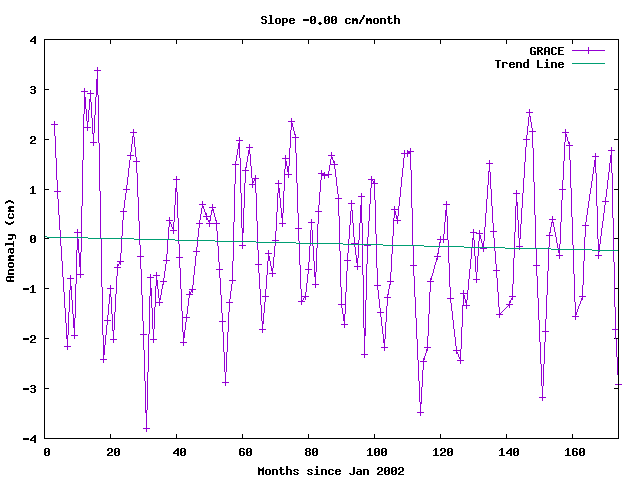 Slope -0.00 cm/month
GRACE
Trend Line
4
3
2
1
0
-1
-2
-3
-4
Anomaly (cm)
0 20 40 60 80 100 120 140 160
Months since Jan 2002